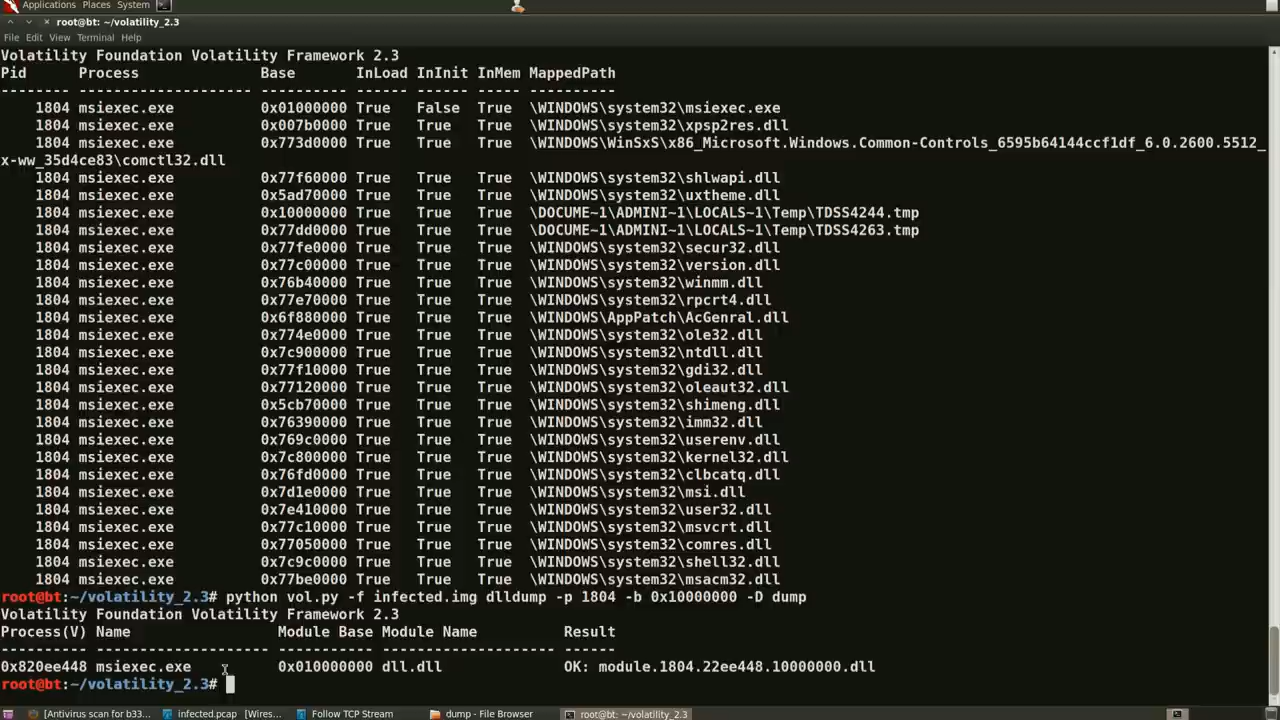 Applications Places System
root@bt: ~/volatility_2.3
File Edit View Terminal Help
Volatility Foundation Volatility Framework 2.3
Pid      Process              Base       InLoad InInit InMem MappedPath
-------- -------------------- ---------- ------ ------ ----- ----------
    1804 msiexec.exe          0x01000000 True   False  True  \WINDOWS\system32\msiexec.exe
    1804 msiexec.exe          0x007b0000 True   True   True  \WINDOWS\system32\xpsp2res.dll
    1804 msiexec.exe          0x773d0000 True   True   True  \WINDOWS\WinSxS\x86_Microsoft.Windows.Common-Controls_6595b64144ccf1df_6.0.2600.5512_
x-ww_35d4ce83\comctl32.dll
    1804 msiexec.exe          0x77f60000 True   True   True  \WINDOWS\system32\shlwapi.dll
    1804 msiexec.exe          0x5ad70000 True   True   True  \WINDOWS\system32\uxtheme.dll
    1804 msiexec.exe          0x10000000 True   True   True  \DOCUME~1\ADMINI~1\LOCALS~1\Temp\TDSS4244.tmp
    1804 msiexec.exe          0x77dd0000 True   True   True  \DOCUME~1\ADMINI~1\LOCALS~1\Temp\TDSS4263.tmp
    1804 msiexec.exe          0x77fe0000 True   True   True  \WINDOWS\system32\secur32.dll
    1804 msiexec.exe          0x77c00000 True   True   True  \WINDOWS\system32\version.dll
    1804 msiexec.exe          0x76b40000 True   True   True  \WINDOWS\system32\winmm.dll
    1804 msiexec.exe          0x77e70000 True   True   True  \WINDOWS\system32\rpcrt4.dll
    1804 msiexec.exe          0x6f880000 True   True   True  \WINDOWS\AppPatch\AcGenral.dll
    1804 msiexec.exe          0x774e0000 True   True   True  \WINDOWS\system32\ole32.dll
    1804 msiexec.exe          0x7c900000 True   True   True  \WINDOWS\system32\ntdll.dll
    1804 msiexec.exe          0x77f10000 True   True   True  \WINDOWS\system32\gdi32.dll
    1804 msiexec.exe          0x77120000 True   True   True  \WINDOWS\system32\oleaut32.dll
    1804 msiexec.exe          0x5cb70000 True   True   True  \WINDOWS\system32\shimeng.dll
    1804 msiexec.exe          0x76390000 True   True   True  \WINDOWS\system32\imm32.dll
    1804 msiexec.exe          0x769c0000 True   True   True  \WINDOWS\system32\userenv.dll
    1804 msiexec.exe          0x7c800000 True   True   True  \WINDOWS\system32\kernel32.dll
    1804 msiexec.exe          0x76fd0000 True   True   True  \WINDOWS\system32\clbcatq.dll
    1804 msiexec.exe          0x7d1e0000 True   True   True  \WINDOWS\system32\msi.dll
    1804 msiexec.exe          0x7e410000 True   True   True  \WINDOWS\system32\user32.dll
    1804 msiexec.exe          0x77c10000 True   True   True  \WINDOWS\system32\msvcrt.dll
    1804 msiexec.exe          0x77050000 True   True   True  \WINDOWS\system32\comres.dll
    1804 msiexec.exe          0x7c9c0000 True   True   True  \WINDOWS\system32\shell32.dll
    1804 msiexec.exe          0x77be0000 True   True   True  \WINDOWS\system32\msacm32.dll
root@bt:~/volatility_2.3# python vol.py -f infected.img dlldump -p 1804 -b 0x10000000 -D dump
Volatility Foundation Volatility Framework 2.3
Process(V) Name                 Module Base Module Name          Result
---------- -------------------- ----------- -------------------- ------
0x820ee448 msiexec.exe          0x010000000 dll.dll              OK: module.1804.22ee448.10000000.dll
root@bt:~/volatility_2.3#
[Antivirus scan for b33... infected.pcap [Wires... Follow TCP Stream dump - File Browser root@bt: ~/volatility_2.3